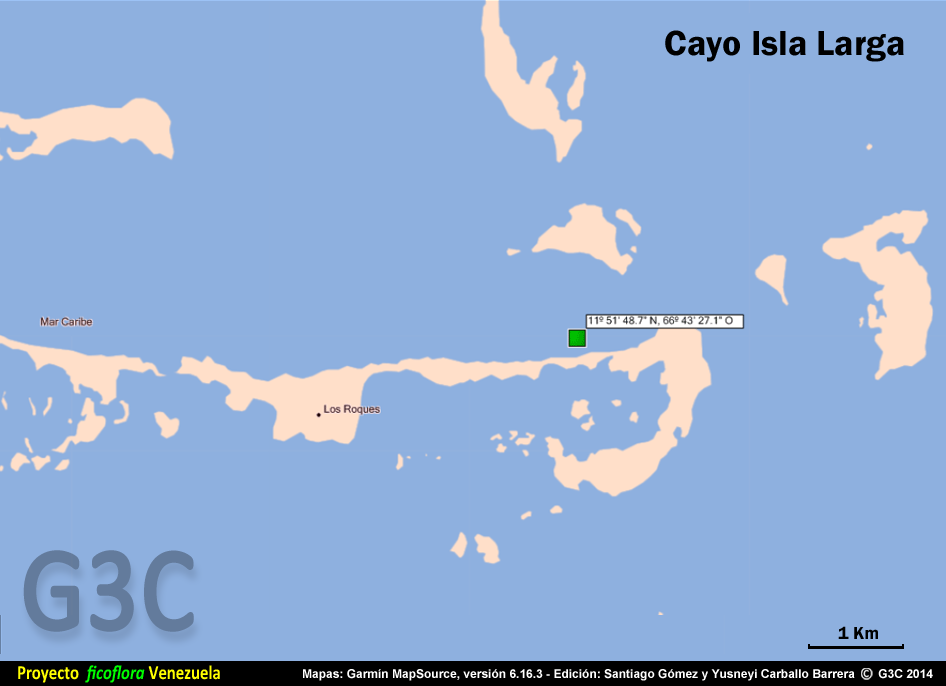 Cayo Isla Larga
Mar Caribe
11º 51' 48.7" N, 66º 43' 27.1" O
Los Roques
G3C
1 Km
Proyecto ficoflora Venezuela
Mapas: Garmin MapSource, versión 6.16.3 - Edición: Santiago Gómez y Yusneyi Carballo Barrera © G3C 2014